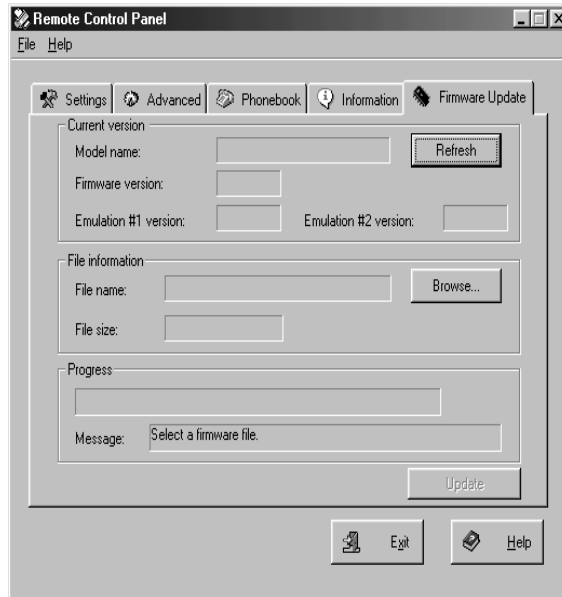 Remote Control Panel
File Help
Settings Advanced Phonebook Information Firmware Update
Current version
Model name: Refresh
Firmware version:
Emulation #1 version: Emulation #2 version:
File information
File name: Browse...
File size:
Progress
Message: Select a firmware file.
Update
Exit Help